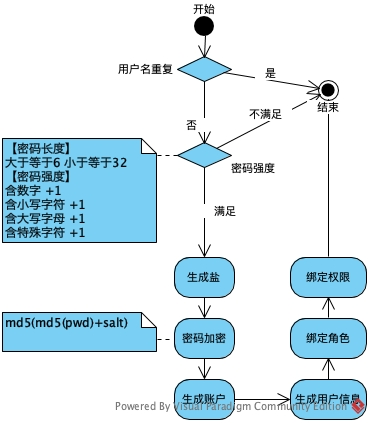 开始
用户名重复
是
结束
不满足
否
【密码长度】
大于等于6 小于等于32
【密码强度】
含数字 +1
含小写字符 +1
含大写字母 +1
含特殊字符 +1
密码强度
满足
生成盐
绑定权限
md5(md5(pwd)+salt)
密码加密
绑定角色
生成账户
生成用户信息
Powered By Visual Paradigm Community Edition